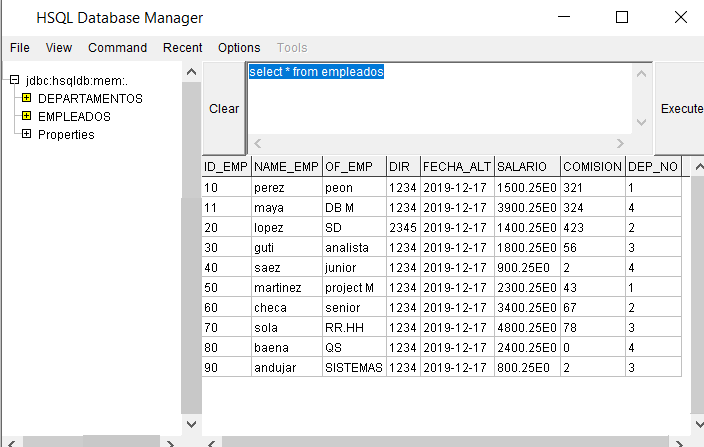 HSQL Database Manager
File View Command Recent Options Tools
jdbc:hsqldb:mem:.
DEPARTAMENTOS
EMPLEADOS
Properties
Clear
select * from empleados
Execute
ID_EMP NAME_EMP OF_EMP DIR FECHA_ALT SALARIO COMISION DEP_NO
10 perez peon 1234 2019-12-17 1500.25E0 321 1
11 maya DB M 1234 2019-12-17 3900.25E0 324 4
20 lopez SD 2345 2019-12-17 1400.25E0 423 2
30 guti analista 1234 2019-12-17 1800.25E0 56 3
40 saez junior 1234 2019-12-17 900.25E0 2 4
50 martinez project M 1234 2019-12-17 2300.25E0 43 1
60 checa senior 1234 2019-12-17 3400.25E0 67 2
70 sola RR.HH 1234 2019-12-17 4800.25E0 78 3
80 baena QS 1234 2019-12-17 2400.25E0 0 4
90 andujar SISTEMAS 1234 2019-12-17 800.25E0 2 3